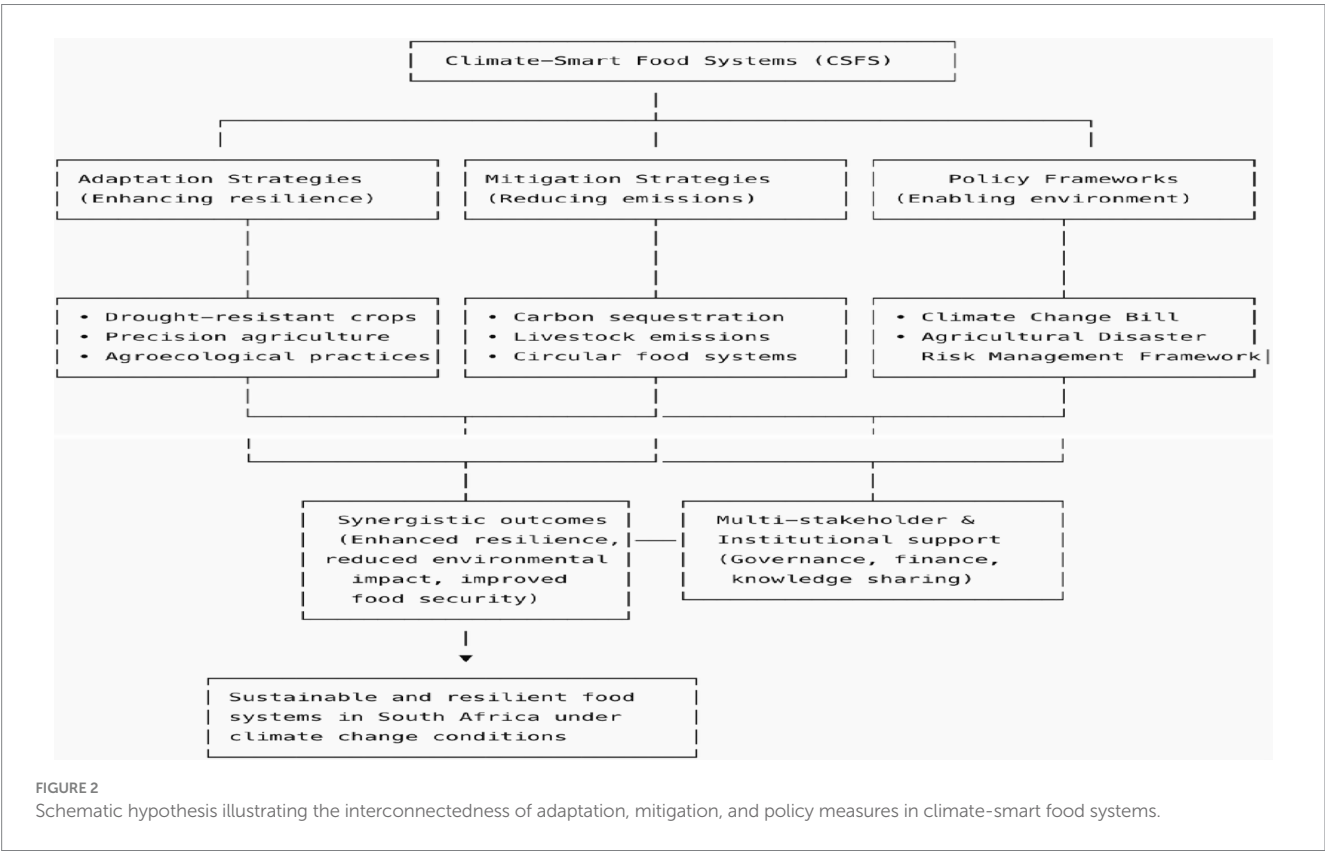 Climate–Smart Food Systems (CSFS)
Adaptation Strategies
(Enhancing resilience)
Mitigation Strategies
(Reducing emissions)
Policy Frameworks
(Enabling environment)
• Drought–resistant crops
• Precision agriculture
• Agroecological practices
• Carbon sequestration
• Livestock emissions
• Circular food systems
• Climate Change Bill
• Agricultural Disaster
Risk Management Framework
Synergistic outcomes
(Enhanced resilience,
reduced environmental
impact, improved
food security)
Multi–stakeholder &
Institutional support
(Governance, finance,
knowledge sharing)
Sustainable and resilient food
systems in South Africa under
climate change conditions
FIGURE 2
Schematic hypothesis illustrating the interconnectedness of adaptation, mitigation, and policy measures in climate-smart food systems.